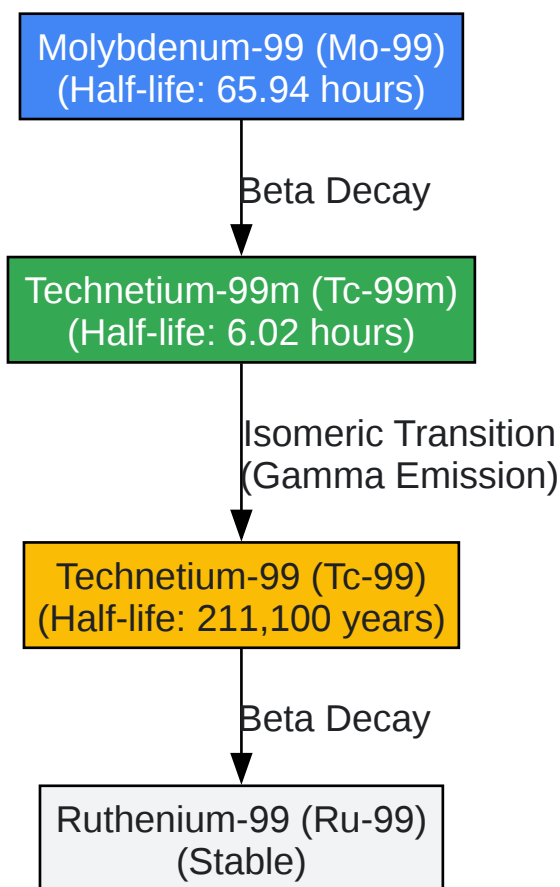 Molybdenum-99 (Mo-99)
(Half-life: 65.94 hours)
Beta Decay
Technetium-99m (Tc-99m)
(Half-life: 6.02 hours)
Isomeric Transition
(Gamma Emission)
Technetium-99 (Tc-99)
(Half-life: 211,100 years)
Beta Decay
Ruthenium-99 (Ru-99)
(Stable)